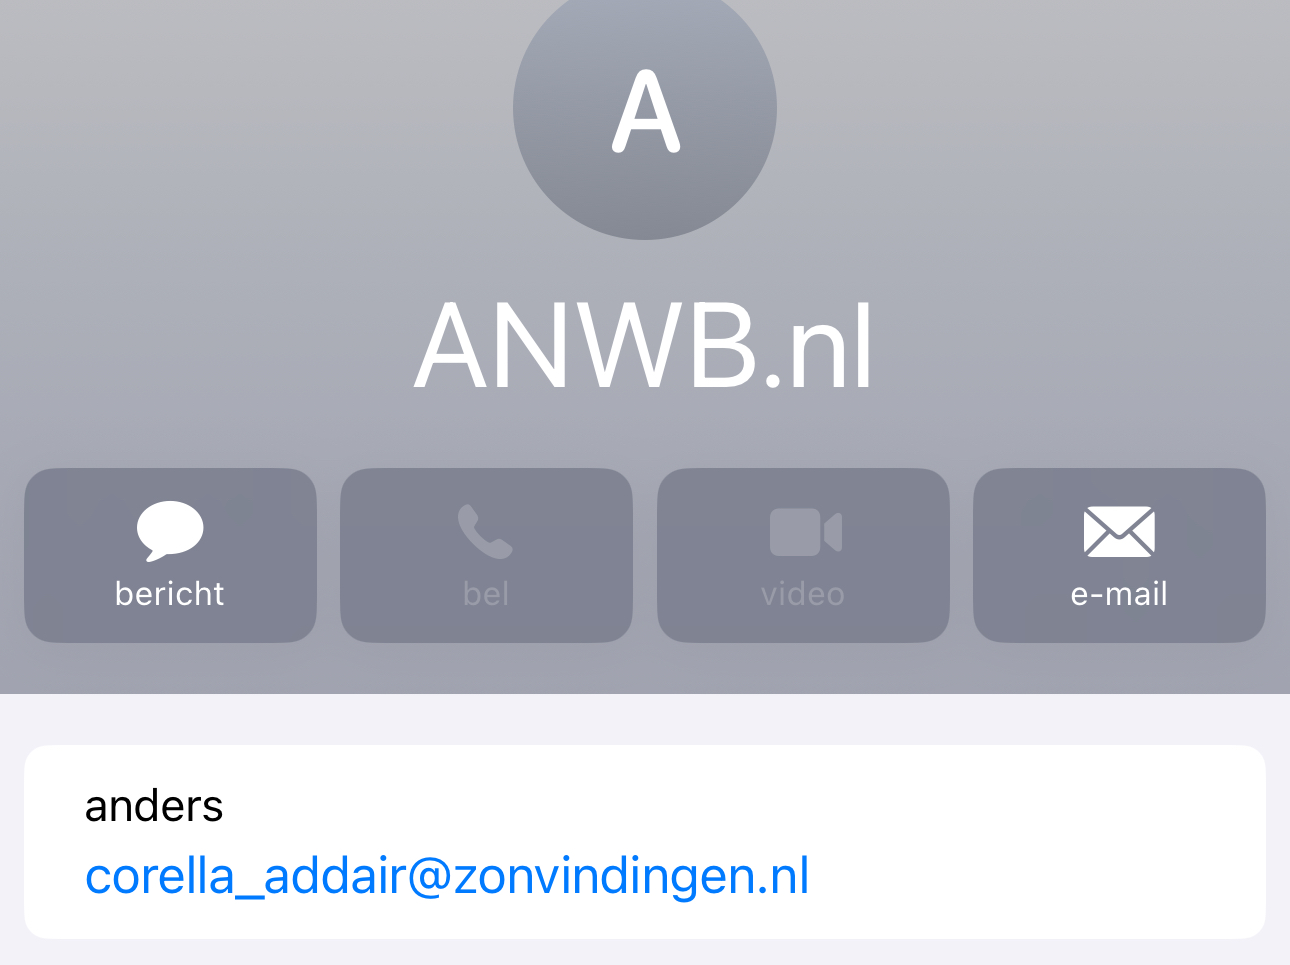 A
ANWB.nl
bericht bel video e-mail
anders
corella_addair@zonvindingen.nl